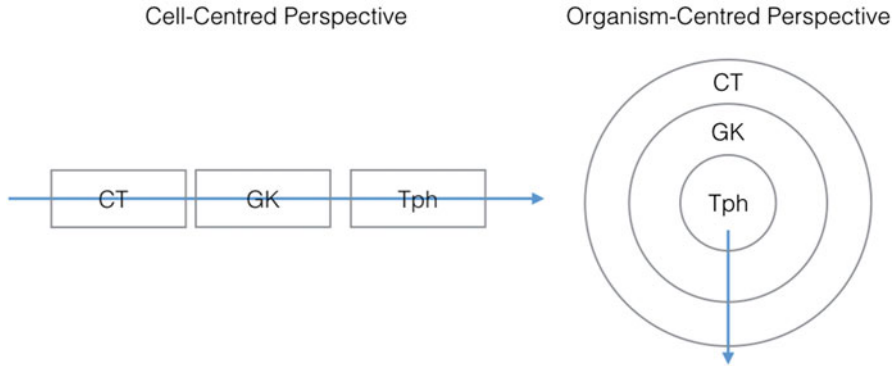 Cell-Centred Perspective
CT
GK
Tph
Organism-Centred Perspective
CT
GK
Tph